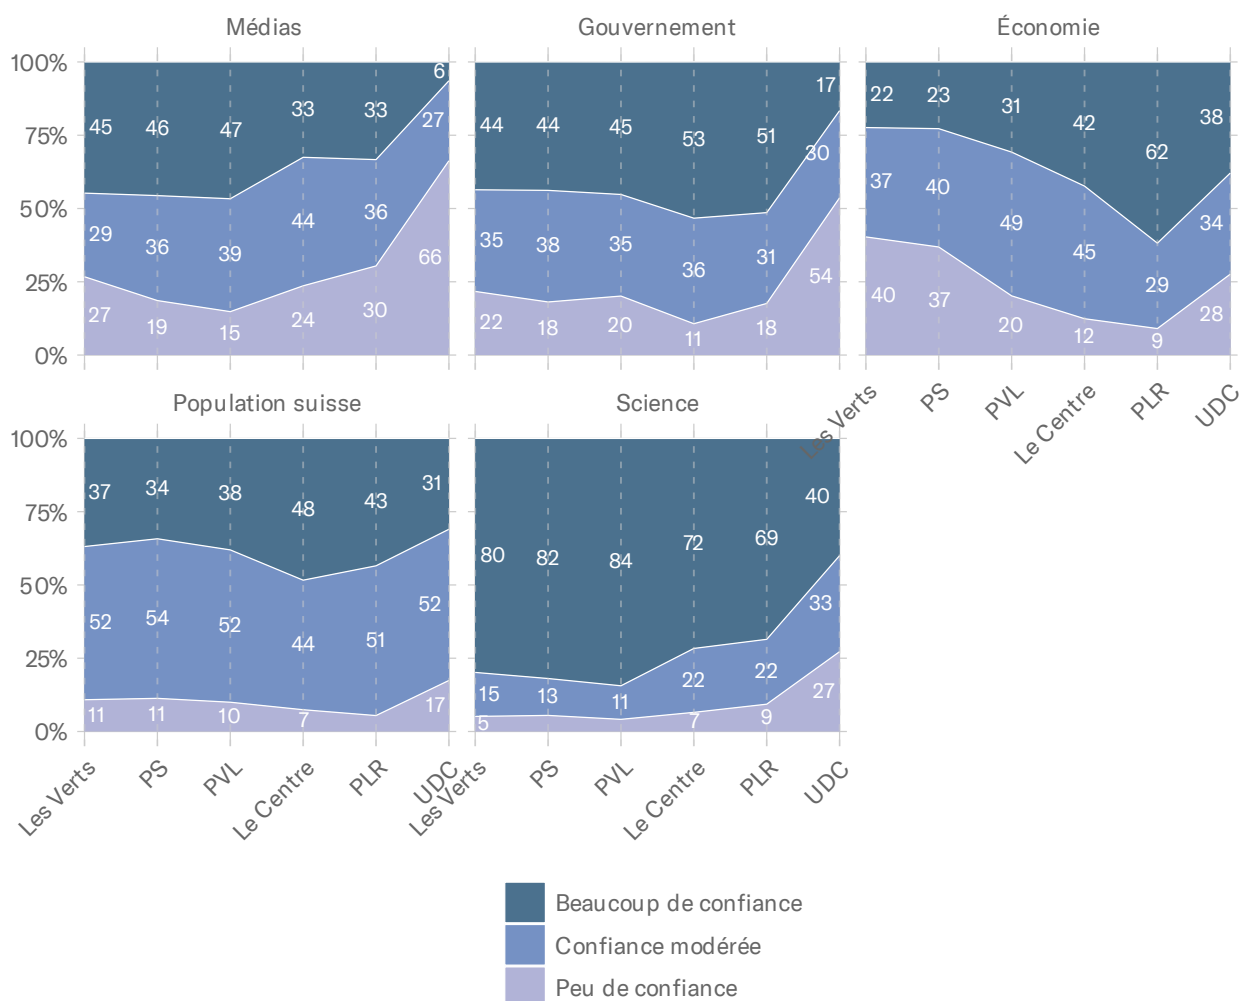 Médias
Gouvernement
Économie
100%
75%
50%
25%
0%
45 46 47 33 33 6
29 36 39 44 36 27
27 19 15 24 30 66
44 44 45 53 51 17
35 38 35 36 31 30
22 18 20 11 18 54
22 23 31 42 62 38
37 40 49 45 29 34
40 37 20 12 9 28
Les Verts PS PVL Le Centre PLR UDC
Population suisse
Science
100%
75%
50%
25%
0%
37 34 38 48 43 31
52 54 52 44 51 52
11 11 10 7 17
80 82 84 72 69 40
15 13 11 22 22 33
5 7 9 27
Les Verts PS PVL Le Centre PLR UDC
Les Verts PS PVL Le Centre PLR UDC
Beaucoup de confiance
Confiance modérée
Peu de confiance